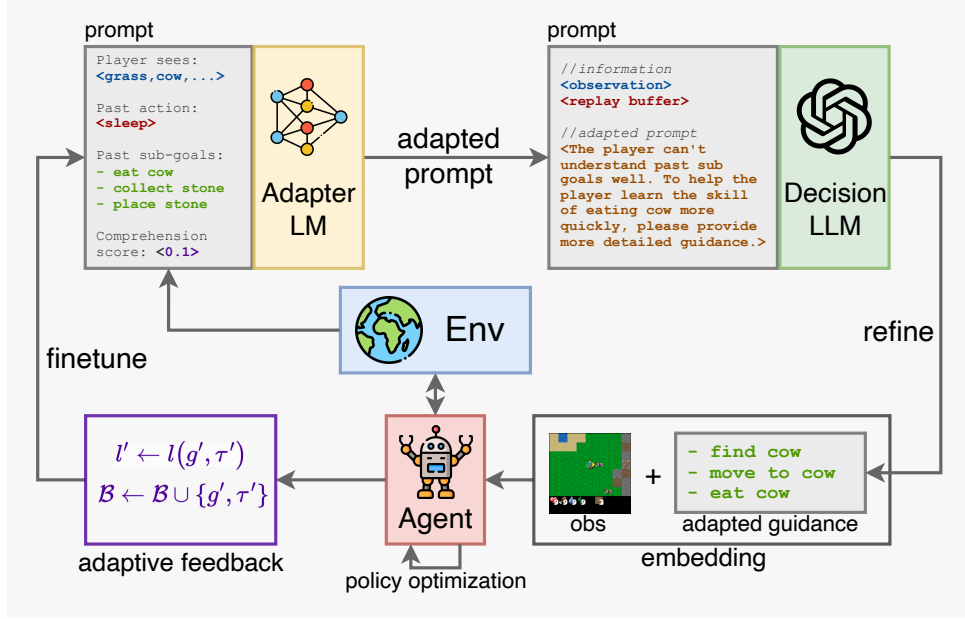 prompt
Player sees:
<grass,cow,...>
Past action:
<sleep>
Past sub-goals:
- eat cow
- collect stone
- place stone
Comprehension
score: <0.1>
Adapter
LM
adapted
prompt
prompt
//information
<observation>
<replay buffer>
//adapted prompt
<The player can't
understand past sub
goals well. To help the
player learn the skill
of eating cow more
quickly, please provide
more detailed guidance.>
Decision
LLM
Env
finetune
refine
l′ ← l(g′, τ′)
ℬ ← ℬ ∪ {g′, τ′}
adaptive feedback
Agent
policy optimization
obs
+
- find cow
- move to cow
- eat cow
adapted guidance
embedding